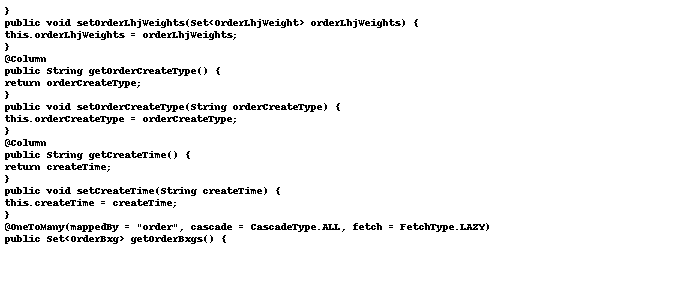 }
public void setOrderLhjWeights(Set<OrderLhjWeight> orderLhjWeights) {
this.orderLhjWeights = orderLhjWeights;
}
@Column
public String getOrderCreateType() {
return orderCreateType;
}
public void setOrderCreateType(String orderCreateType) {
this.orderCreateType = orderCreateType;
}
@Column
public String getCreateTime() {
return createTime;
}
public void setCreateTime(String createTime) {
this.createTime = createTime;
}
@OneToMany(mappedBy = "order", cascade = CascadeType.ALL, fetch = FetchType.LAZY)
public Set<OrderBxg> getOrderBxgs() {